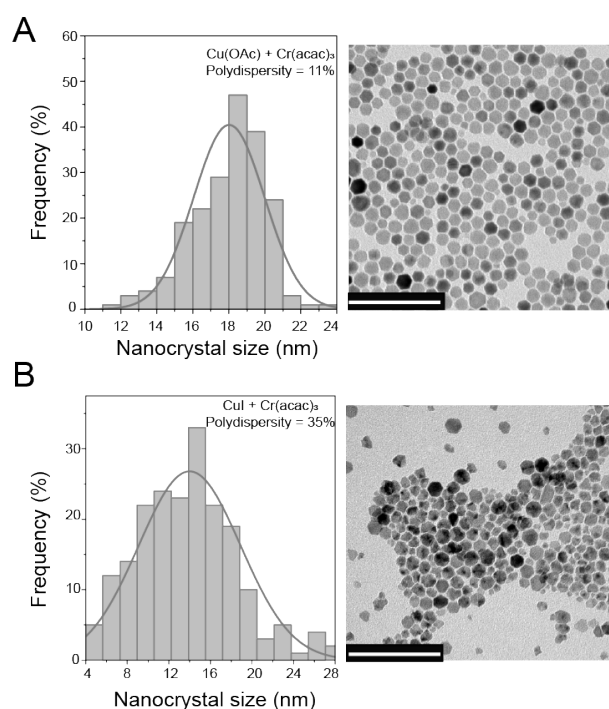 A
Cu(OAc) + Cr(acac)₃
Polydispersity = 11%
Frequency (%)
60
50
40
30
20
10
0
10 12 14 16 18 20 22 24
Nanocrystal size (nm)
B
CuI + Cr(acac)₃
Polydispersity = 35%
Frequency (%)
30
20
10
0
4 8 12 16 20 24 28
Nanocrystal size (nm)